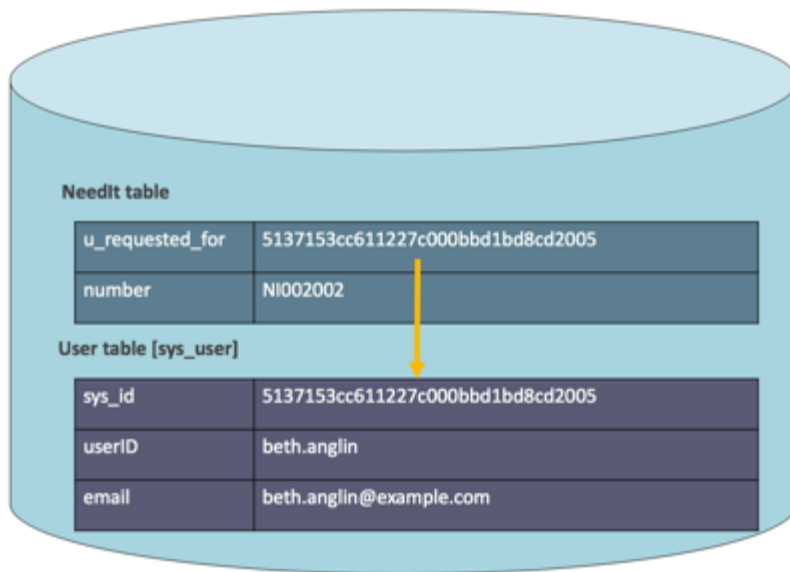 NeedIt table
u_requested_for 5137153cc611227c000bbd1bd8cd2005
number NI002002
User table [sys_user]
sys_id 5137153cc611227c000bbd1bd8cd2005
userID beth.anglin
email beth.anglin@example.com